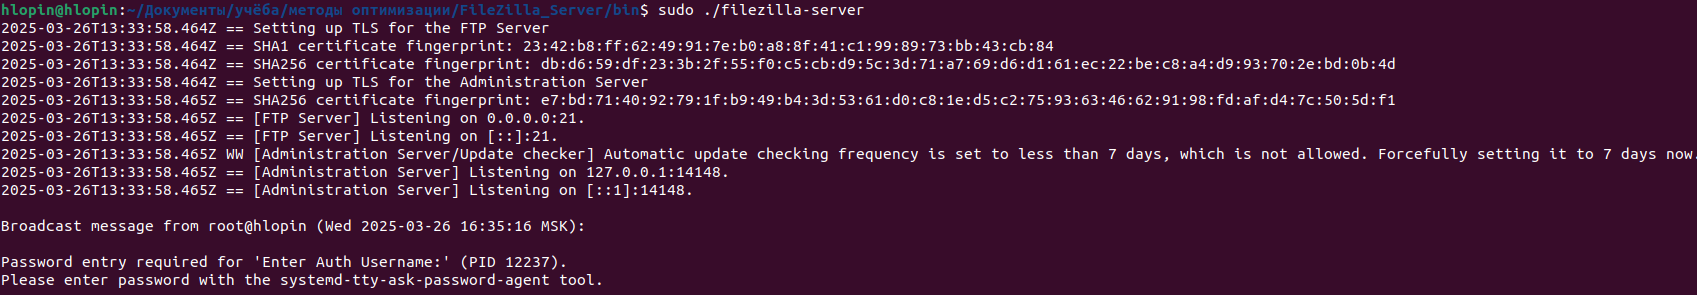 hlopin@hlopin:~/Документы/учёба/методы оптимизации/FileZilla_Server/bin$ sudo ./filezilla-server
2025-03-26T13:33:58.464Z == Setting up TLS for the FTP Server
2025-03-26T13:33:58.464Z == SHA1 certificate fingerprint: 23:42:b8:ff:62:49:91:7e:b0:a8:8f:41:c1:99:89:73:bb:43:cb:84
2025-03-26T13:33:58.464Z == SHA256 certificate fingerprint: db:d6:59:df:23:3b:2f:55:f0:c5:cb:d9:5c:3d:71:a7:69:d6:d1:61:ec:22:be:c8:a4:d9:93:70:2e:bd:0b:4d
2025-03-26T13:33:58.464Z == Setting up TLS for the Administration Server
2025-03-26T13:33:58.465Z == SHA256 certificate fingerprint: e7:bd:71:40:92:79:1f:b9:49:b4:3d:53:61:d0:c8:1e:d5:c2:75:93:63:46:62:91:98:fd:af:d4:7c:50:5d:f1
2025-03-26T13:33:58.465Z == [FTP Server] Listening on 0.0.0.0:21.
2025-03-26T13:33:58.465Z == [FTP Server] Listening on [::]:21.
2025-03-26T13:33:58.465Z WW [Administration Server/Update checker] Automatic update checking frequency is set to less than 7 days, which is not allowed. Forcefully setting it to 7 days now.
2025-03-26T13:33:58.465Z == [Administration Server] Listening on 127.0.0.1:14148.
2025-03-26T13:33:58.465Z == [Administration Server] Listening on [::1]:14148.
Broadcast message from root@hlopin (Wed 2025-03-26 16:35:16 MSK):
Password entry required for 'Enter Auth Username:' (PID 12237).
Please enter password with the systemd-tty-ask-password-agent tool.